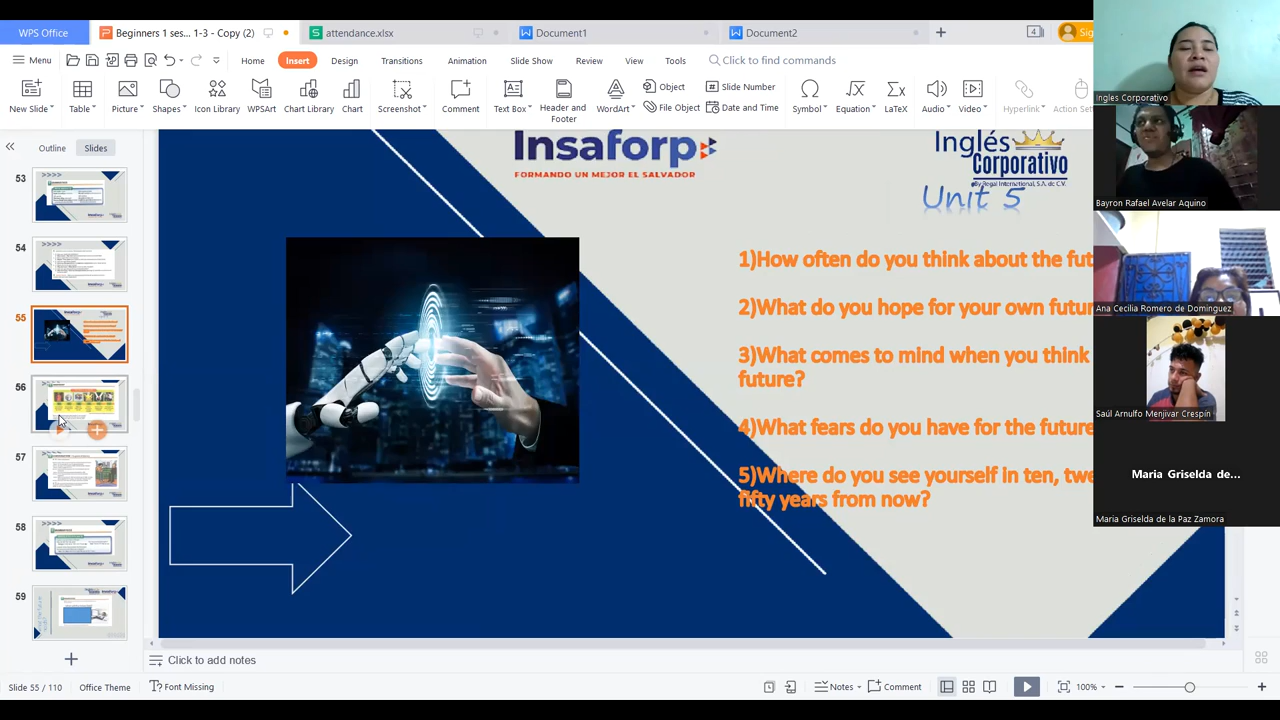 WPS Office
Beginners 1 ses... 1-3 - Copy (2)
attendance.xlsx
Document1
Document2
4
Menu
Home
Insert
Design
Transitions
Animation
Slide Show
Review
View
Tools
Click to find commands
New Slide
Table
Picture
Shapes
Icon Library
WPSArt
Chart Library
Chart
Screenshot
Comment
Text Box
Header and Footer
WordArt
Object
File Object
Slide Number
Date and Time
Symbol
Equation
LaTeX
Audio
Video
Hyperlink
Action
Outline
Slides
53
54
55
56
57
58
59
Insaforp
FORMANDO UN MEJOR EL SALVADOR
Inglés
Corporativo
By Regal International, S.A. de C.V.
Unit 5
1)How often do you think about the
2)What do you hope for your own
3)What comes to mind when you think
future?
4)What fears do you have for the future
5)Where do you see yourself in ten,
fifty years from now?
Ingles Corporativo
Bayron Rafael Avelar Aquino
Ana Cecilia Romero de Dominguez
Saúl Arnulfo Menjivar Crespin
Maria Griselda de...
Maria Griselda de la Paz Zamora
Click to add notes
Slide 55 / 110
Office Theme
Font Missing
Notes
Comment
100%